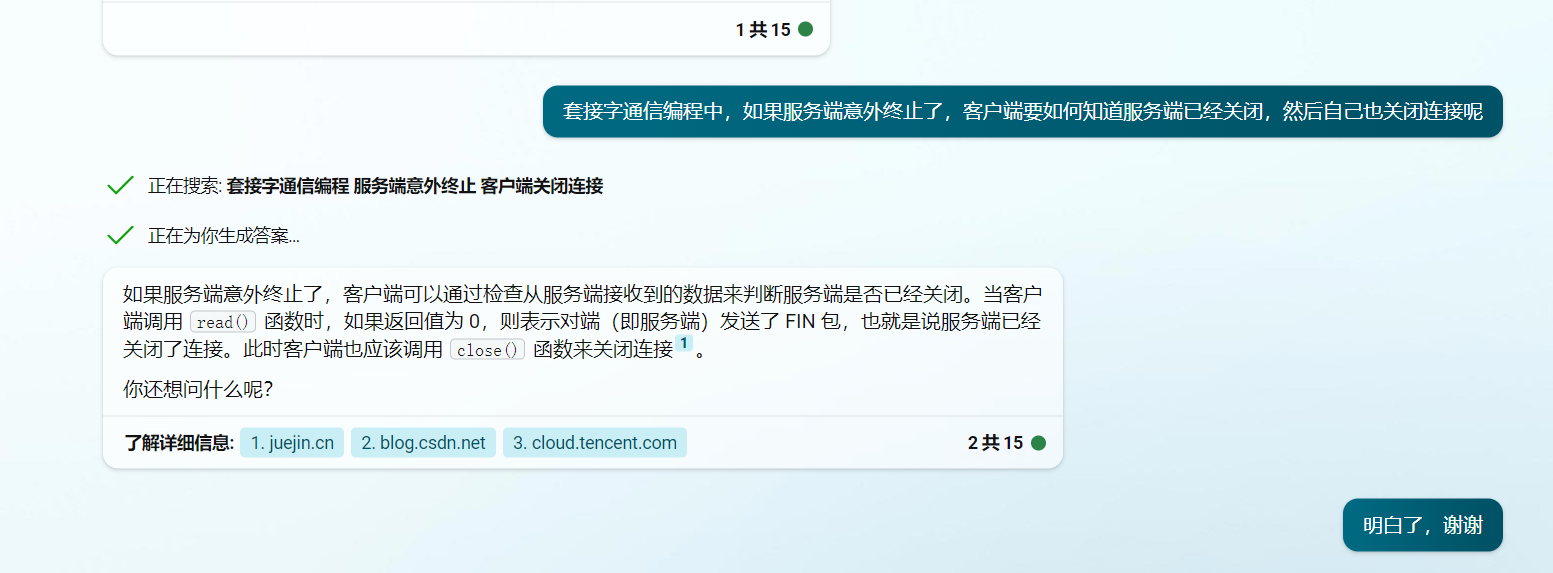 1 共 15
套接字通信编程中，如果服务端意外终止了，客户端要如何知道服务端已经关闭，然后自己也关闭连接呢
正在搜索: 套接字通信编程 服务端意外终止 客户端关闭连接
正在为你生成答案...
如果服务端意外终止了，客户端可以通过检查从服务端接收到的数据来判断服务端是否已经关闭。当客户
端调用 read() 函数时，如果返回值为 0，则表示对端（即服务端）发送了 FIN 包，也就是说服务端已经
关闭了连接。此时客户端也应该调用 close() 函数来关闭连接1。
你还想问什么呢？
了解详细信息: 1. juejin.cn 2. blog.csdn.net 3. cloud.tencent.com 2 共 15
明白了，谢谢